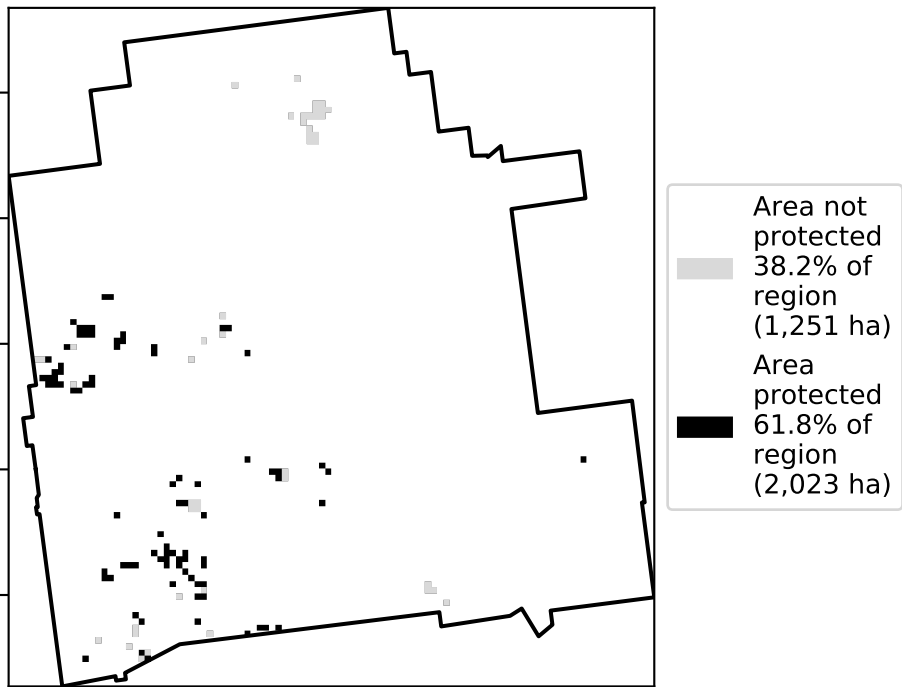 Area not
protected
38.2% of
region
(1,251 ha)
Area
protected
61.8% of
region
(2,023 ha)